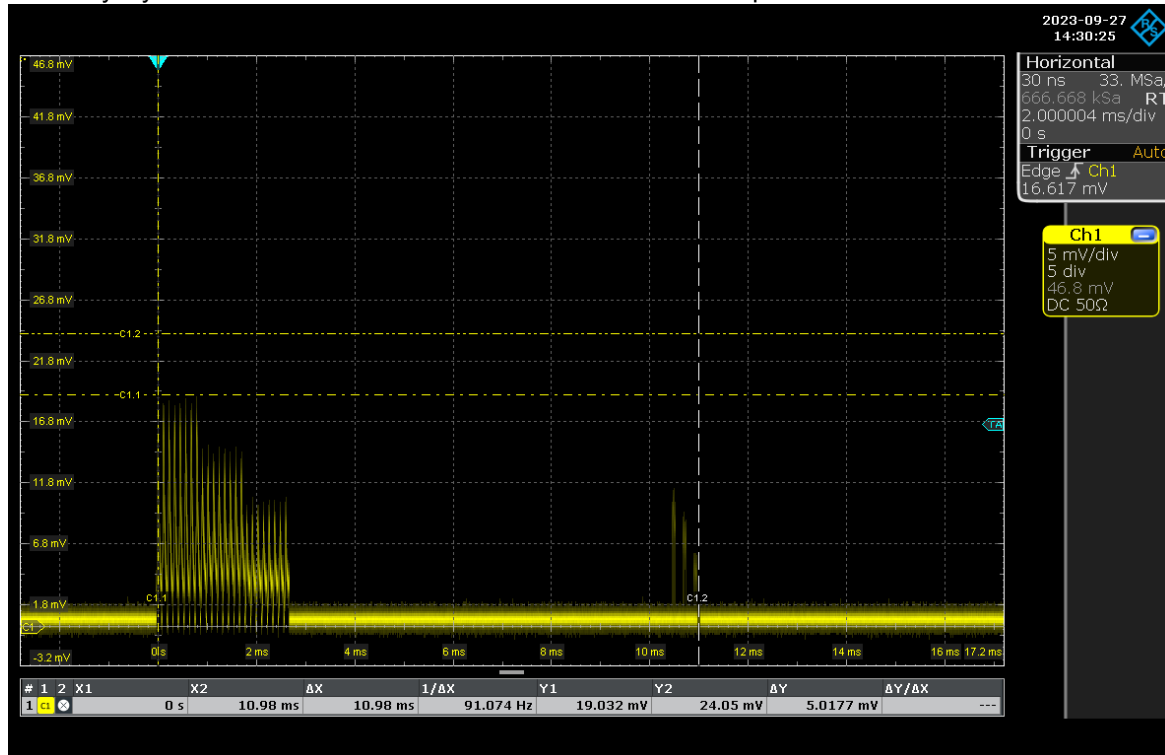 2023-09-27
14:30:25
Horizontal
30 ns 33. MSa/
666.668 kSa RT
2.000004 ms/div
0 s
Trigger Auto
Edge Ch1
16.617 mV
Ch1
5 mV/div
5 div
46.8 mV
DC 50Ω
46.8 mV
41.8 mV
36.8 mV
31.8 mV
26.8 mV
C1.2
21.8 mV
C1.1
16.8 mV
TA
11.8 mV
6.8 mV
1.8 mV
C1.1
C1.2
C1
-3.2 mV
0s 2 ms 4 ms 6 ms 8 ms 10 ms 12 ms 14 ms 16 ms 17.2 ms
# 1 2 X1 X2 ΔX 1/ΔX Y1 Y2 ΔY ΔY/ΔX
1 C1 0 s 10.98 ms 10.98 ms 91.074 Hz 19.032 mV 24.05 mV 5.0177 mV ---